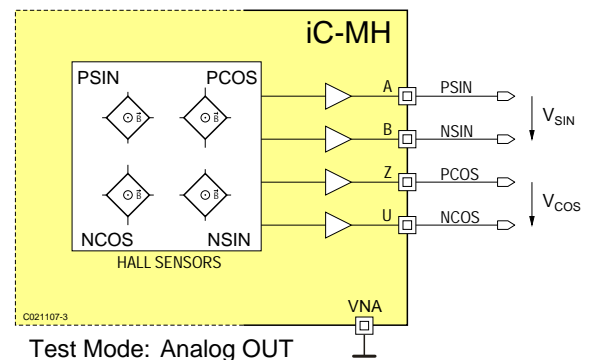 iC-MH
PSIN PCOS
NCOS NSIN
HALL SENSORS
A PSIN
B NSIN
Z PCOS
U NCOS
VSIN
VCOS
C021107-3
VNA
Test Mode: Analog OUT